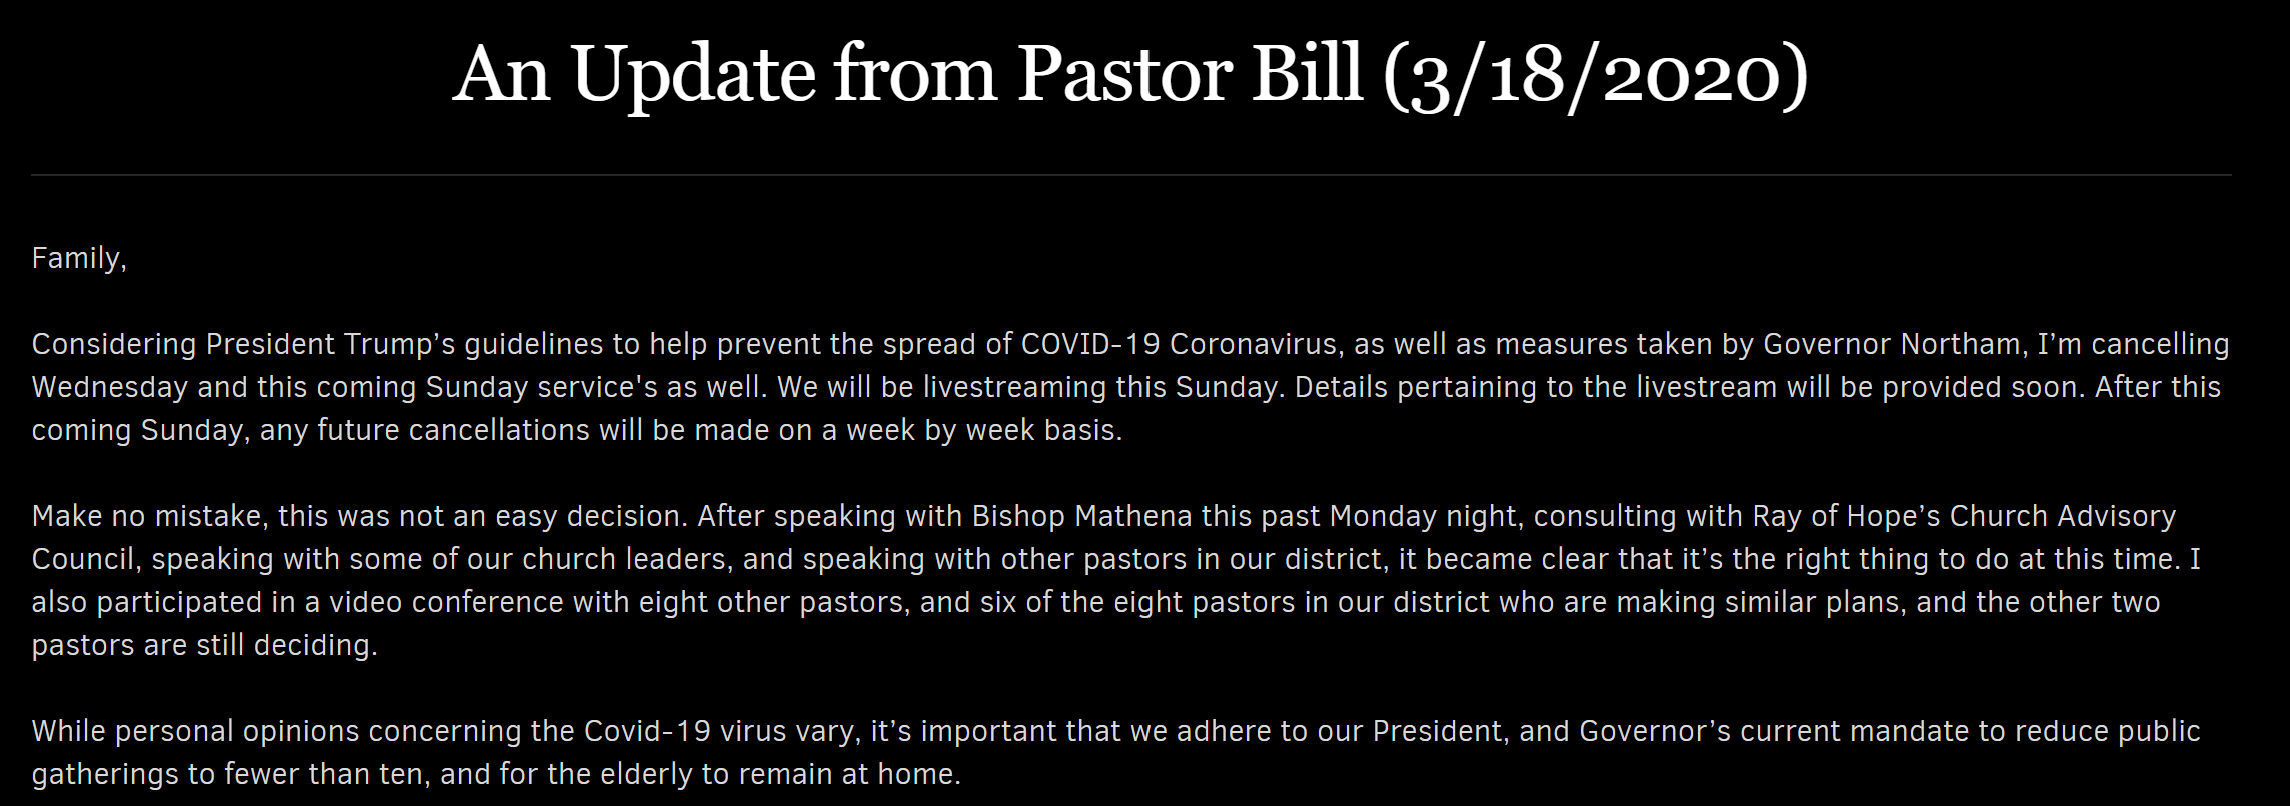 An Update from Pastor Bill (3/18/2020)
Family,
Considering President Trump’s guidelines to help prevent the spread of COVID-19 Coronavirus, as well as measures taken by Governor Northam, I’m cancelling
Wednesday and this coming Sunday service's as well. We will be livestreaming this Sunday. Details pertaining to the livestream will be provided soon. After this
coming Sunday, any future cancellations will be made on a week by week basis.
Make no mistake, this was not an easy decision. After speaking with Bishop Mathena this past Monday night, consulting with Ray of Hope’s Church Advisory
Council, speaking with some of our church leaders, and speaking with other pastors in our district, it became clear that it’s the right thing to do at this time. I
also participated in a video conference with eight other pastors, and six of the eight pastors in our district who are making similar plans, and the other two
pastors are still deciding.
While personal opinions concerning the Covid-19 virus vary, it’s important that we adhere to our President, and Governor’s current mandate to reduce public
gatherings to fewer than ten, and for the elderly to remain at home.